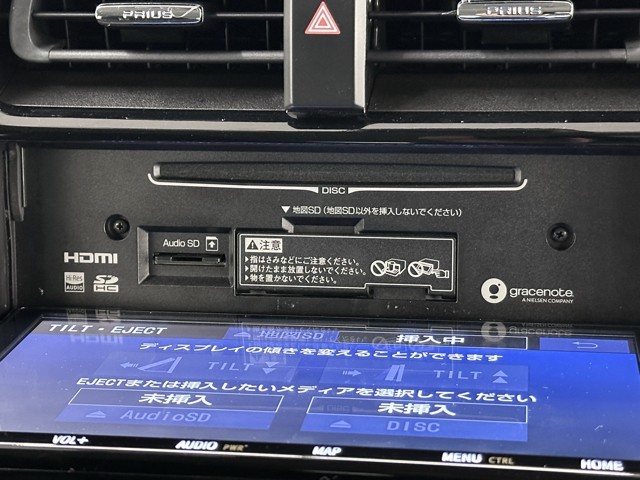 PRIUS
PRIUS
DISC
▼地図SD(地図SD以外を挿入しないでください)
Audio SD
⚠注意
▶指はさみなどにご注意ください。
▶開けたまま放置しないでください。
▶物を置かないでください。
HDMI
Hi-Res AUDIO
SD HC
gracenote.
A NIELSEN COMPANY
TILT・EJECT
地図SD
挿入中
ディスプレイの傾きを変えることができます
TILT
TILT
EJECTまたは挿入したいメディアを選択してください
未挿入
未挿入
AudioSD
DISC
VOL+
AUDIO PWR
MAP
MENU CTRL
HOME